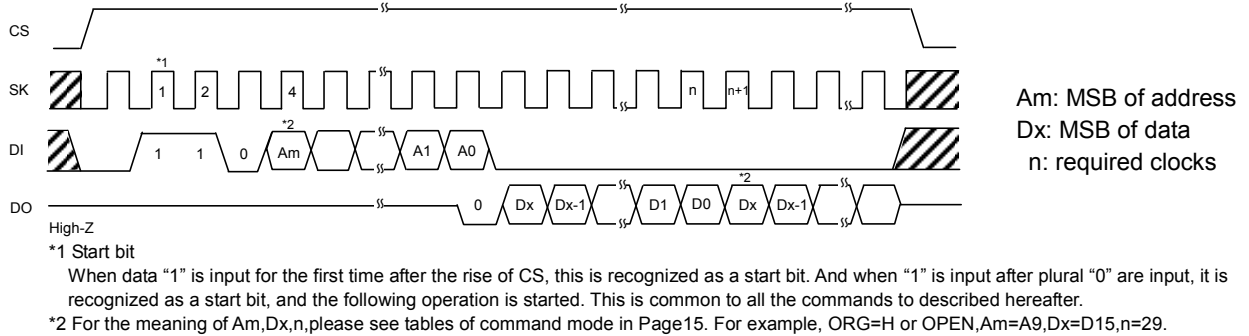 CS
*1
SK 1 2 4 n n+1
*2
DI 1 1 0 Am A1 A0
*2
DO 0 Dx Dx-1 D1 D0 Dx Dx-1
High-Z
Am: MSB of address
Dx: MSB of data
n: required clocks
*1 Start bit
When data “1” is input for the first time after the rise of CS, this is recognized as a start bit. And when “1” is input after plural “0” are input, it is
recognized as a start bit, and the following operation is started. This is common to all the commands to described hereafter.
*2 For the meaning of Am,Dx,n,please see tables of command mode in Page15. For example, ORG=H or OPEN,Am=A9,Dx=D15,n=29.